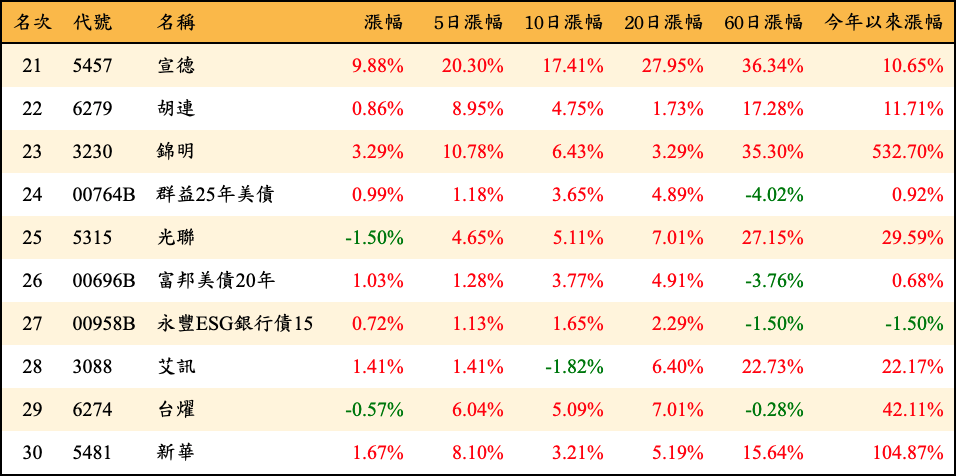 名次 代號 名稱 漲幅 5日漲幅 10日漲幅 20日漲幅 60日漲幅 今年以來漲幅
21 5457 宣德 9.88% 20.30% 17.41% 27.95% 36.34% 10.65%
22 6279 胡連 0.86% 8.95% 4.75% 1.73% 17.28% 11.71%
23 3230 錦明 3.29% 10.78% 6.43% 3.29% 35.30% 532.70%
24 00764B 群益25年美債 0.99% 1.18% 3.65% 4.89% -4.02% 0.92%
25 5315 光聯 -1.50% 4.65% 5.11% 7.01% 27.15% 29.59%
26 00696B 富邦美債20年 1.03% 1.28% 3.77% 4.91% -3.76% 0.68%
27 00958B 永豐ESG銀行債15 0.72% 1.13% 1.65% 2.29% -1.50% -1.50%
28 3088 艾訊 1.41% 1.41% -1.82% 6.40% 22.73% 22.17%
29 6274 台燿 -0.57% 6.04% 5.09% 7.01% -0.28% 42.11%
30 5481 新華 1.67% 8.10% 3.21% 5.19% 15.64% 104.87%